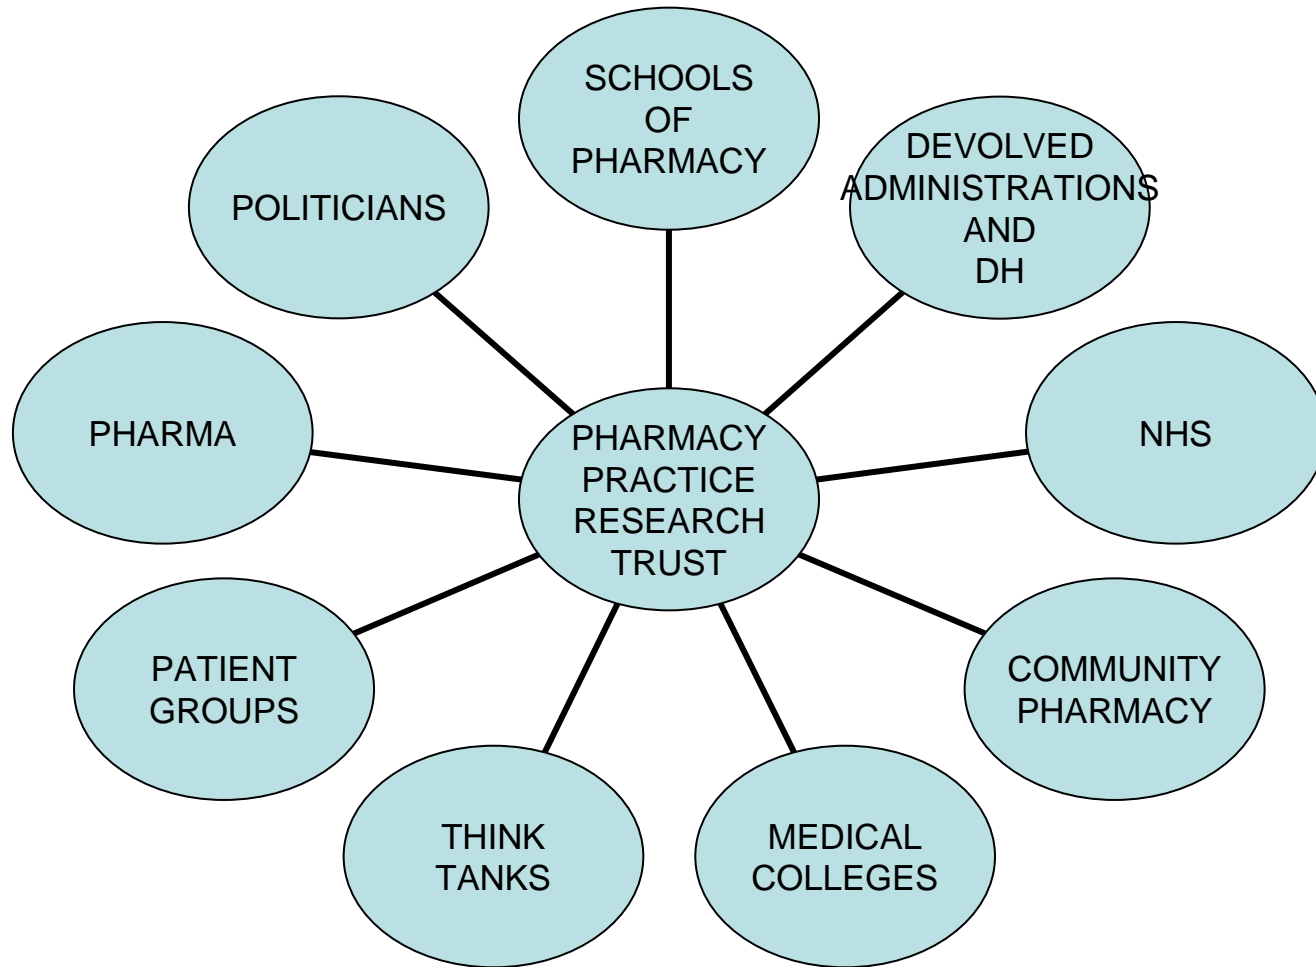 SCHOOLS
OF
PHARMACY
DEVOLVED
ADMINISTRATIONS
AND
DH
POLITICIANS
PHARMA
NHS
PHARMACY
PRACTICE
RESEARCH
TRUST
PATIENT
GROUPS
COMMUNITY
PHARMACY
THINK
TANKS
MEDICAL
COLLEGES